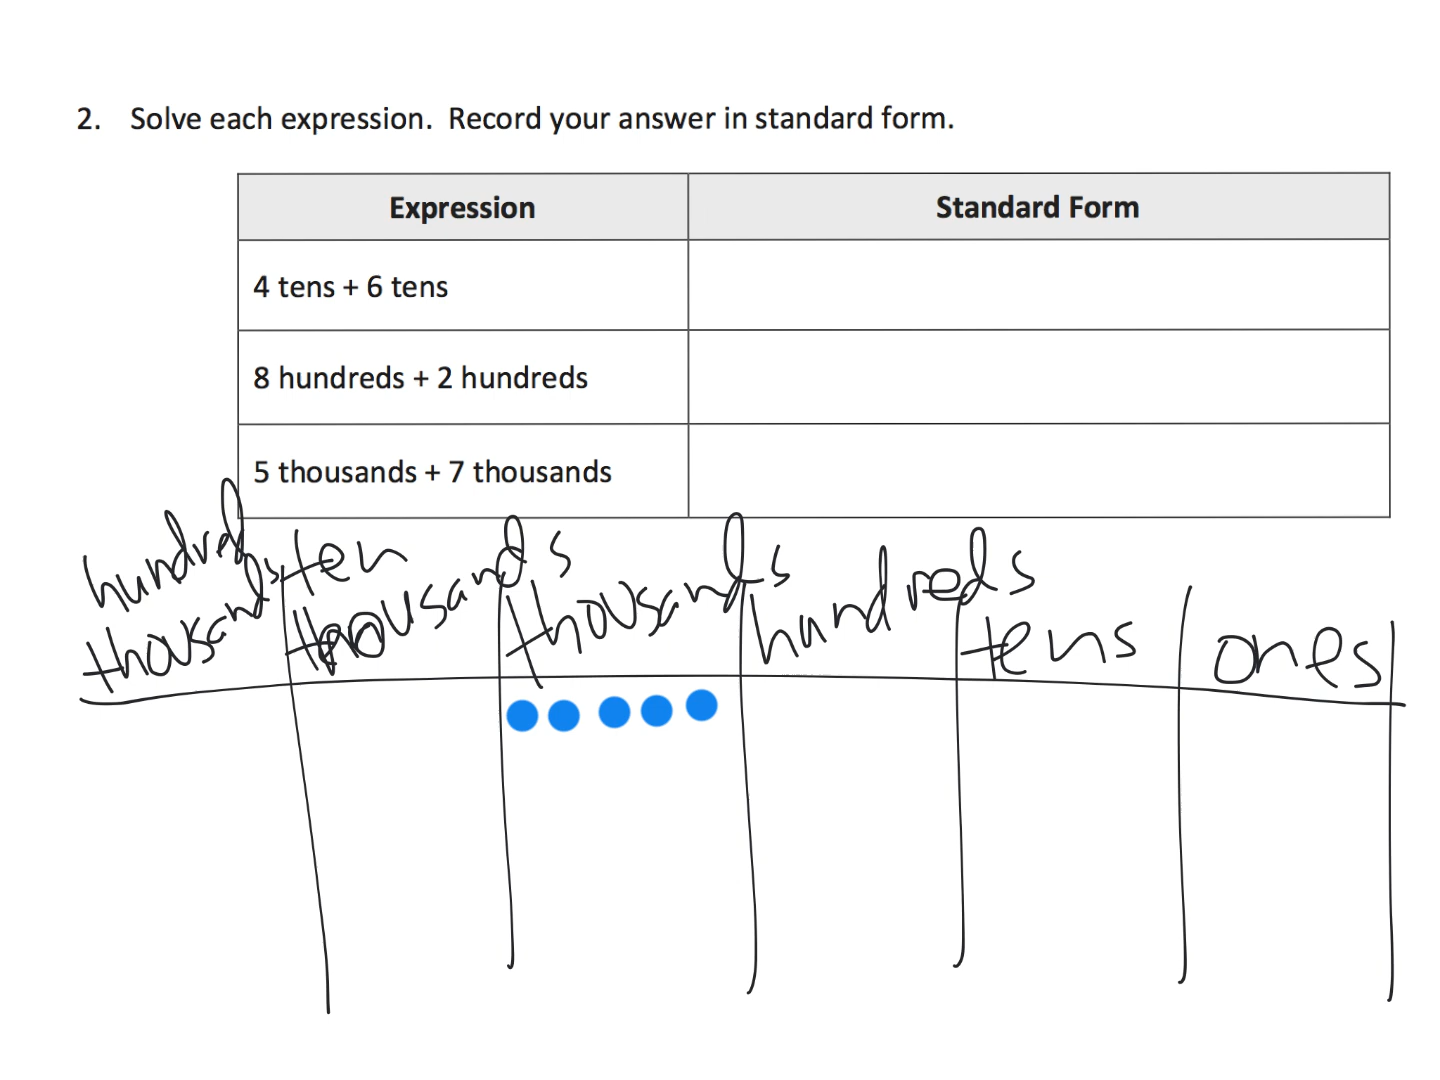 2. Solve each expression. Record your answer in standard form.
Expression Standard Form
4 tens + 6 tens
8 hundreds + 2 hundreds
5 thousands + 7 thousands
hundred thousands
ten thousands
thousands
hundreds
tens
ones